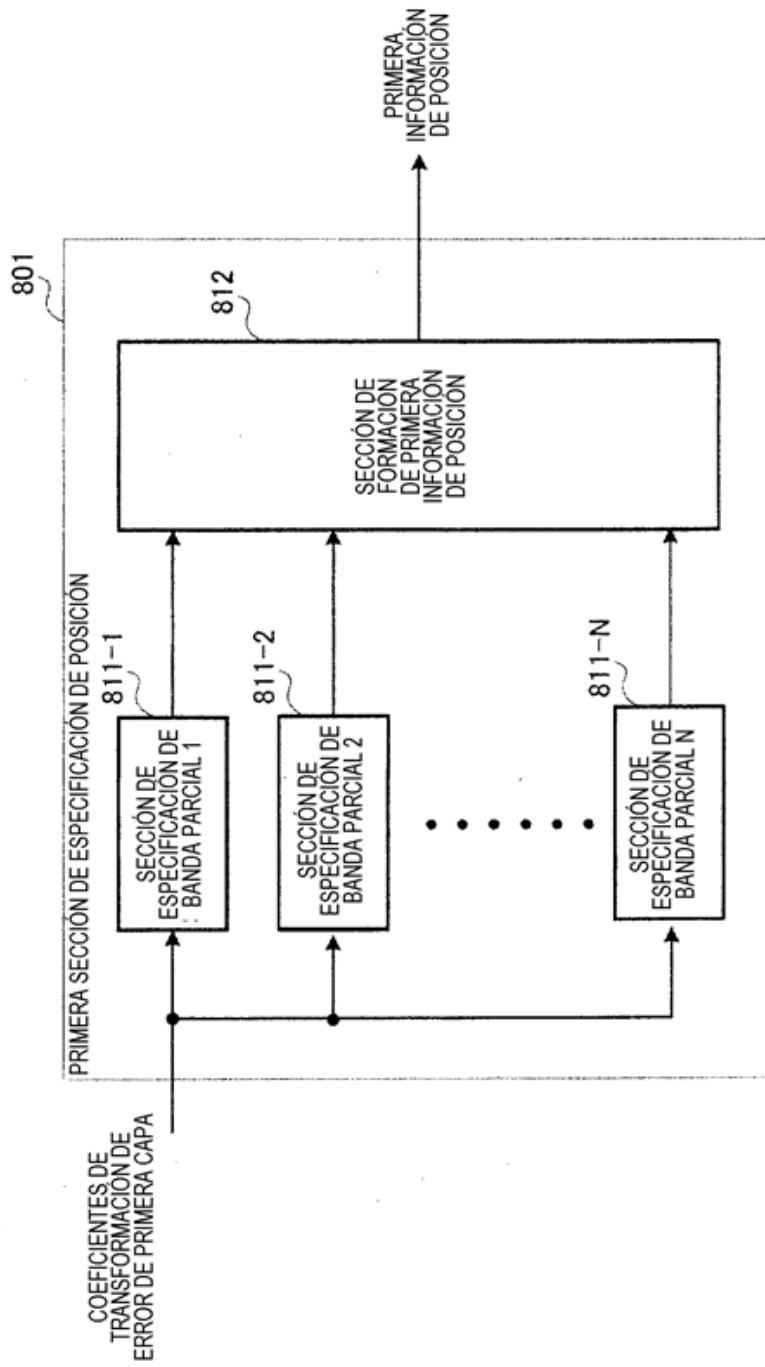 801
PRIMERA SECCIÓN DE ESPECIFICACIÓN DE POSICIÓN
COEFICIENTES DE
TRANSFORMACIÓN DE
ERROR DE PRIMERA CAPA
811-1
SECCIÓN DE
ESPECIFICACIÓN DE
BANDA PARCIAL 1
811-2
SECCIÓN DE
ESPECIFICACIÓN DE
BANDA PARCIAL 2
811-N
SECCIÓN DE
ESPECIFICACIÓN DE
BANDA PARCIAL N
812
SECCIÓN DE
FORMACIÓN
DE PRIMERA
INFORMACIÓN
DE POSICIÓN
PRIMERA
INFORMACIÓN
DE POSICIÓN